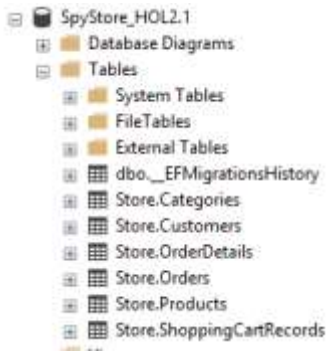 SpyStore_HOL2.1
Database Diagrams
Tables
System Tables
FileTables
External Tables
dbo.__EFMigrationsHistory
Store.Categories
Store.Customers
Store.OrderDetails
Store.Orders
Store.Products
Store.ShoppingCartRecords